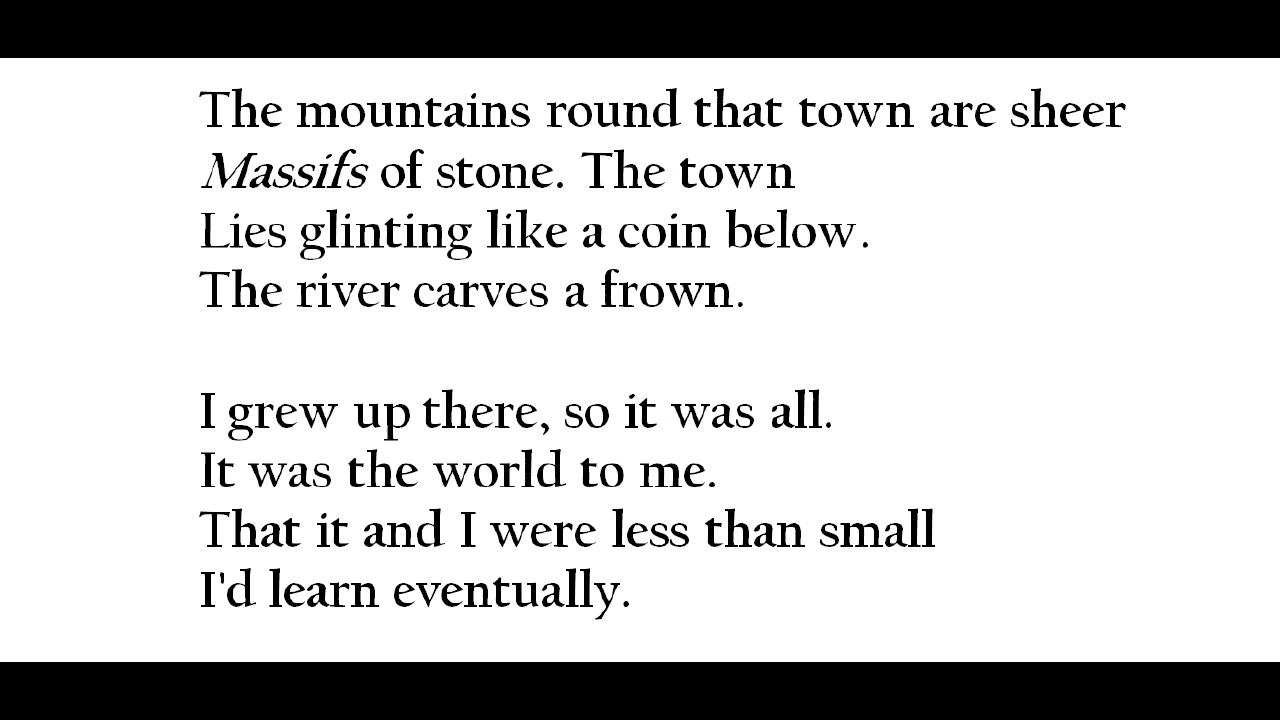 The mountains round that town are sheer
Massifs of stone. The town
Lies glinting like a coin below.
The river carves a frown.

I grew up there, so it was all.
It was the world to me.
That it and I were less than small
I'd learn eventually.